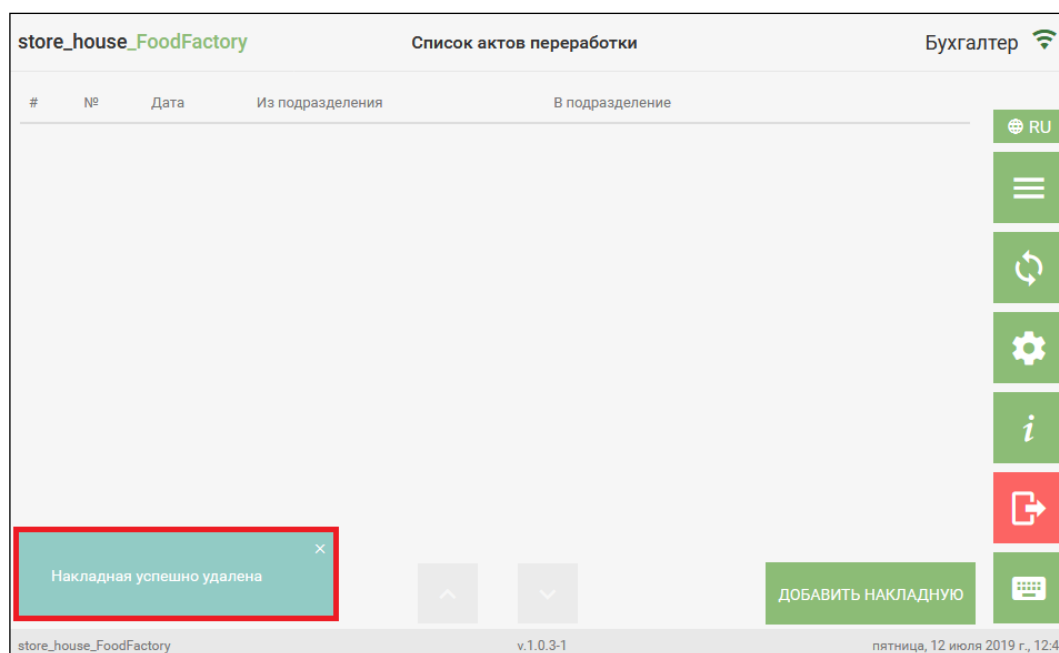 store_house_FoodFactory Список актов переработки Бухгалтер
# № Дата Из подразделения В подразделение
RU
i
Накладная успешно удалена
ДОБАВИТЬ НАКЛАДНУЮ
store_house_FoodFactory v.1.0.3-1 пятница, 12 июля 2019 г., 12:4